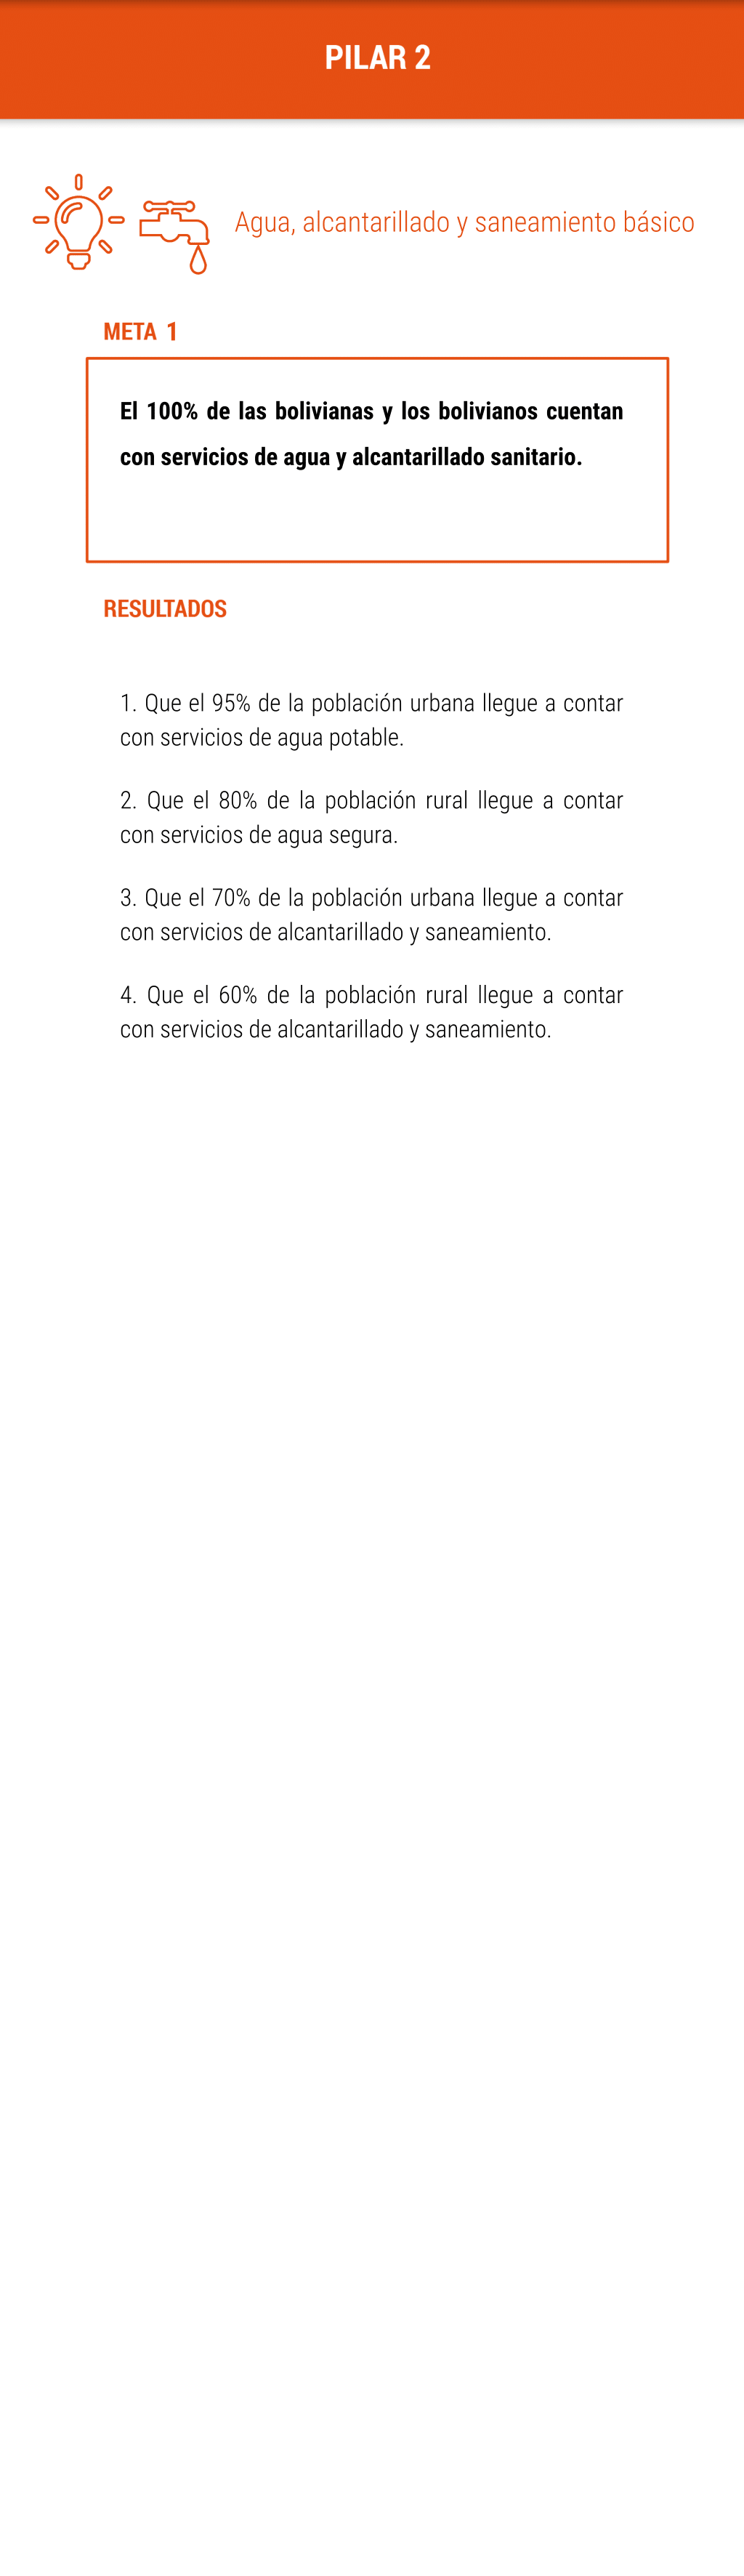 PILAR 2
Agua, alcantarillado y saneamiento básico
META 1
El 100% de las bolivianas y los bolivianos cuentan
con servicios de agua y alcantarillado sanitario.
RESULTADOS
1. Que el 95% de la población urbana llegue a contar
con servicios de agua potable.
2. Que el 80% de la población rural llegue a contar
con servicios de agua segura.
3. Que el 70% de la población urbana llegue a contar
con servicios de alcantarillado y saneamiento.
4. Que el 60% de la población rural llegue a contar
con servicios de alcantarillado y saneamiento.